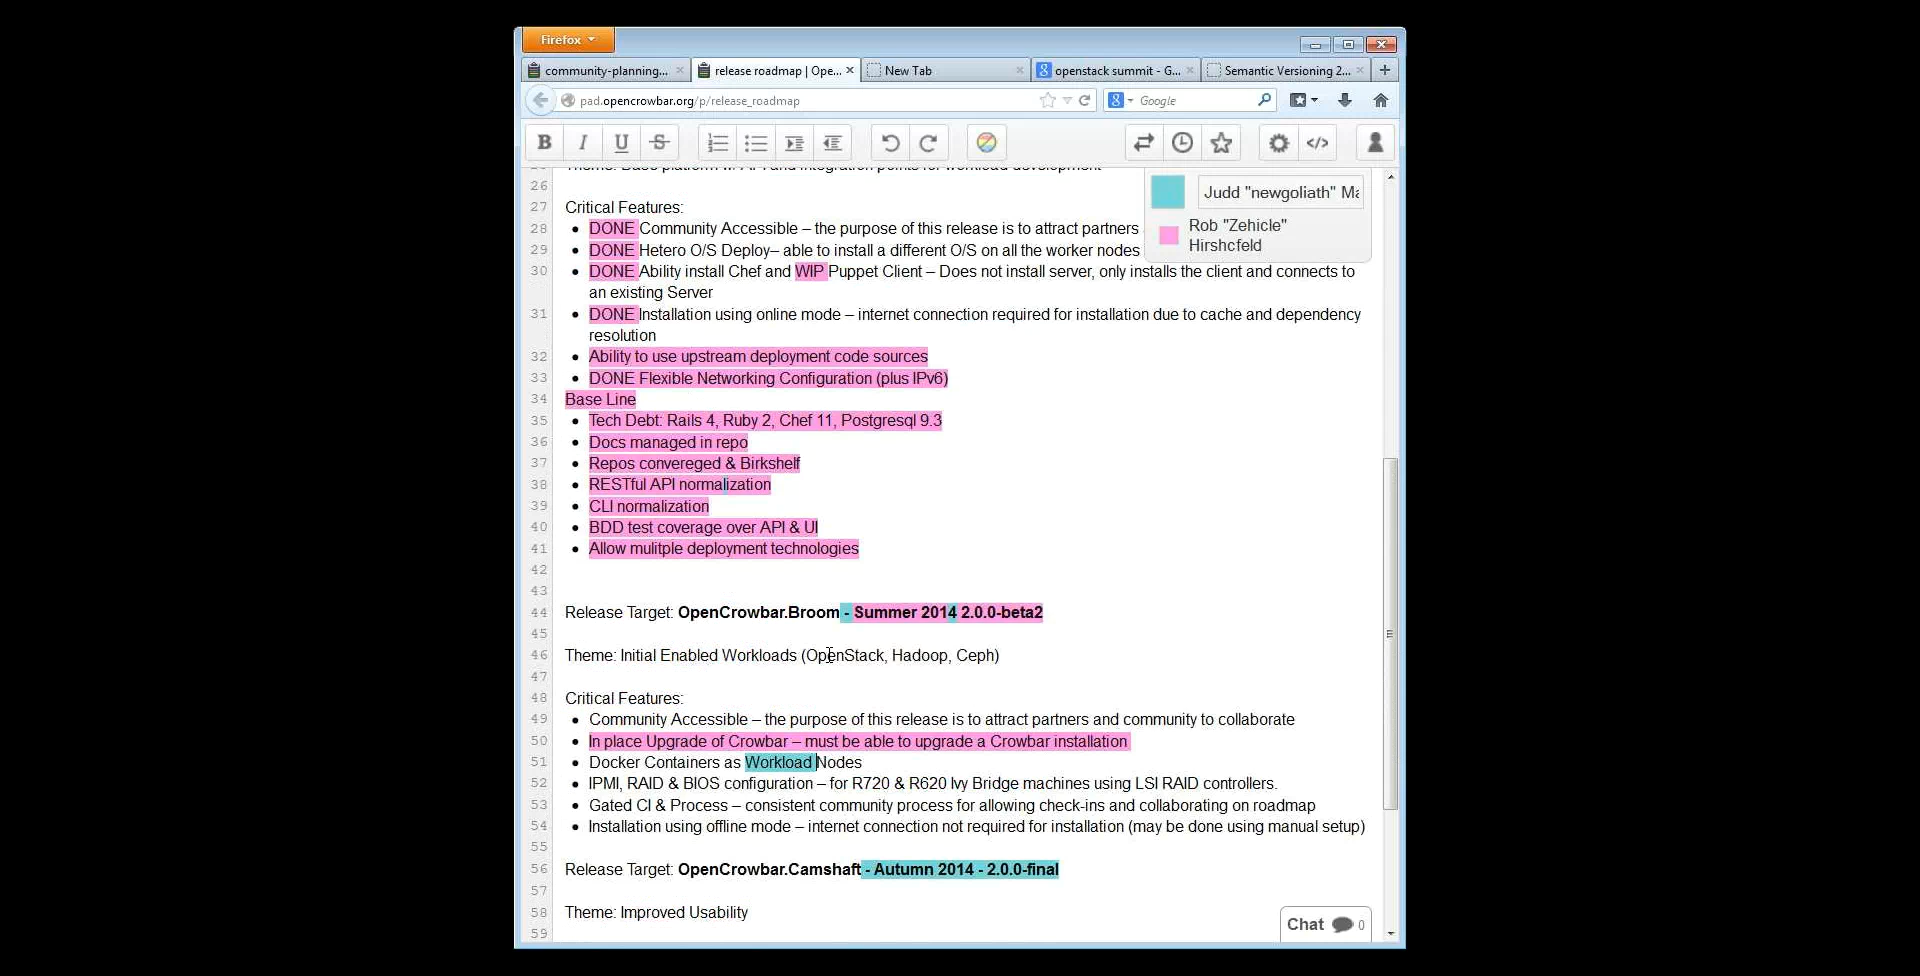 Firefox
community-planning...
release roadmap | Ope...
New Tab
openstack summit - G...
Semantic Versioning 2...
pad.opencrowbar.org/p/release_roadmap
Google
B I U S
Judd "newgoliath" Ma
Rob "Zehicle"
Hirshcfeld
26
27 Critical Features:
28 DONE Community Accessible – the purpose of this release is to attract partners
29 DONE Hetero O/S Deploy– able to install a different O/S on all the worker nodes
30 DONE Ability install Chef and WIP Puppet Client – Does not install server, only installs the client and connects to
an existing Server
31 DONE Installation using online mode – internet connection required for installation due to cache and dependency
resolution
32 Ability to use upstream deployment code sources
33 DONE Flexible Networking Configuration (plus IPv6)
34 Base Line
35 Tech Debt: Rails 4, Ruby 2, Chef 11, Postgresql 9.3
36 Docs managed in repo
37 Repos convereged & Birkshelf
38 RESTful API normalization
39 CLI normalization
40 BDD test coverage over API & UI
41 Allow mulitple deployment technologies
42
43
44 Release Target: OpenCrowbar.Broom - Summer 2014 2.0.0-beta2
45
46 Theme: Initial Enabled Workloads (OpenStack, Hadoop, Ceph)
47
48 Critical Features:
49 Community Accessible – the purpose of this release is to attract partners and community to collaborate
50 In place Upgrade of Crowbar – must be able to upgrade a Crowbar installation
51 Docker Containers as Workload Nodes
52 IPMI, RAID & BIOS configuration – for R720 & R620 Ivy Bridge machines using LSI RAID controllers.
53 Gated CI & Process – consistent community process for allowing check-ins and collaborating on roadmap
54 Installation using offline mode – internet connection not required for installation (may be done using manual setup)
55
56 Release Target: OpenCrowbar.Camshaft - Autumn 2014 - 2.0.0-final
57
58 Theme: Improved Usability
59
Chat 0